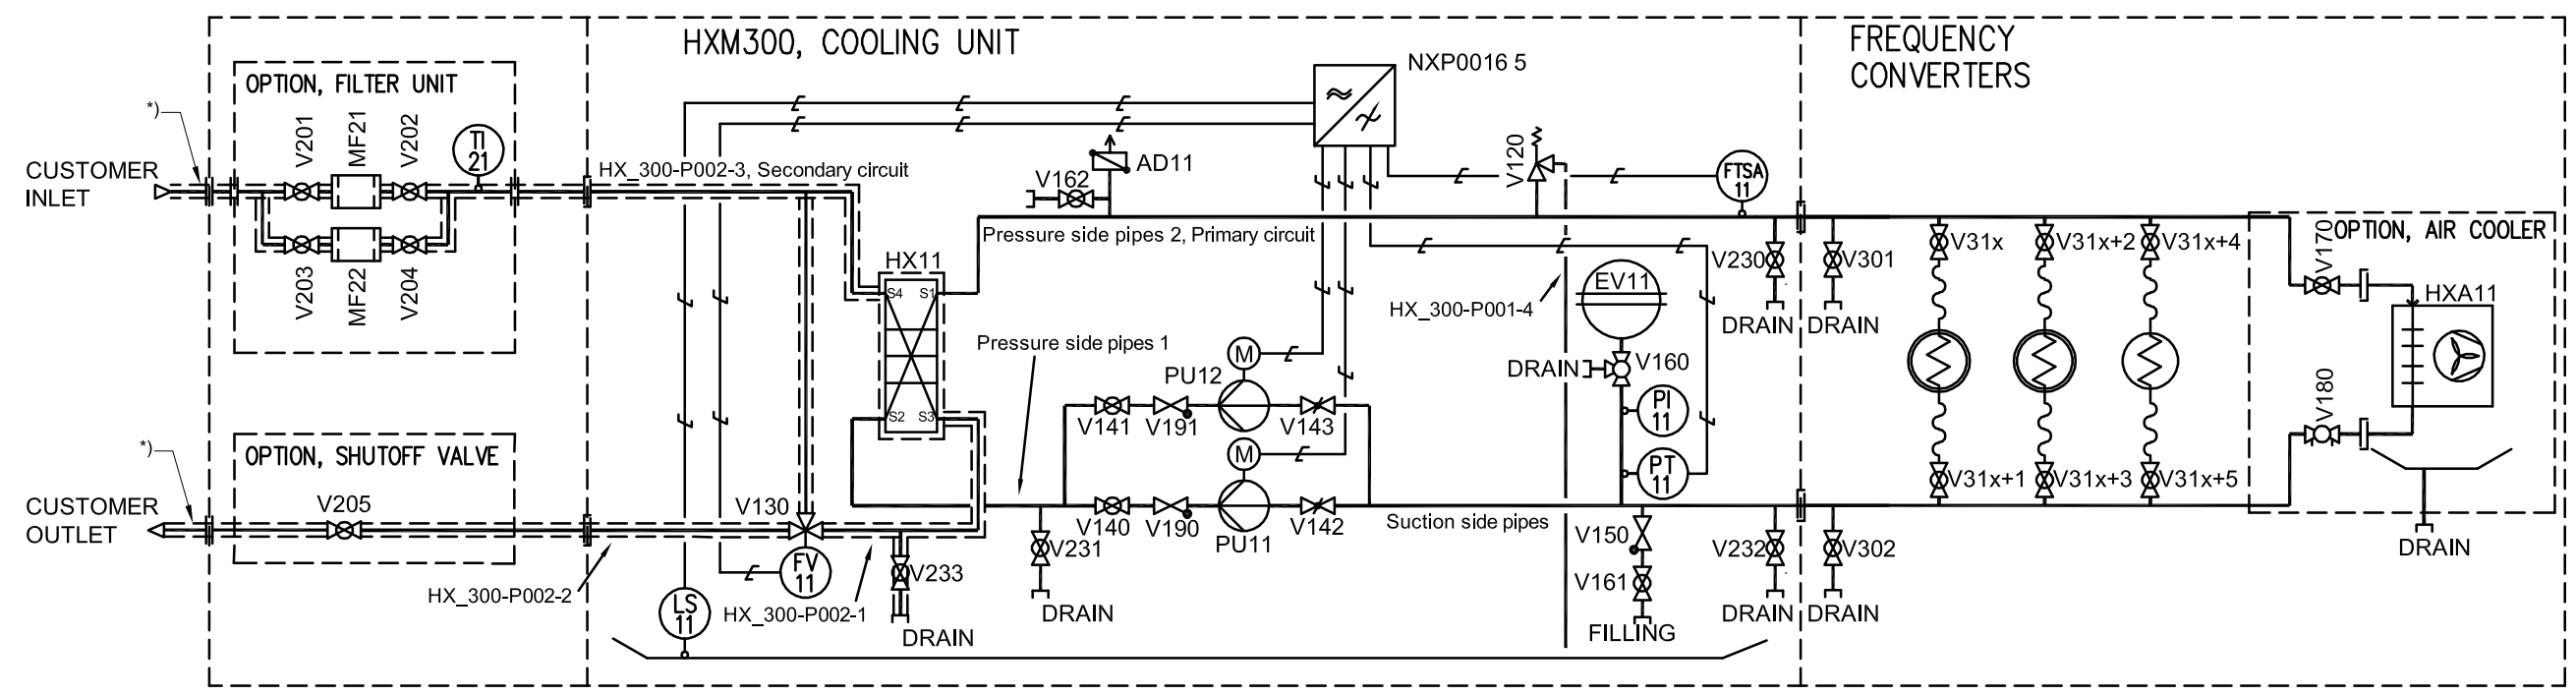 HXM300, COOLING UNIT
FREQUENCY
CONVERTERS
NXP0016 5
OPTION, FILTER UNIT
*)
V201
MF21
V202
TI
21
CUSTOMER
INLET
V203
MF22
V204
HX_300-P002-3, Secondary circuit
AD11
V162
V120
FTSA
11
Pressure side pipes 2, Primary circuit
HX11
S4
S1
S2
S3
V230
V301
DRAIN
DRAIN
V31x
V31x+2
V31x+4
V170
OPTION, AIR COOLER
HXA11
EV11
HX_300-P001-4
Pressure side pipes 1
DRAIN
V160
M
PU12
PI
11
V141
V191
V143
M
PT
11
V180
V31x+1
V31x+3
V31x+5
*)
OPTION, SHUTOFF VALVE
V205
CUSTOMER
OUTLET
V130
V140
V190
PU11
V142
Suction side pipes
FV
11
V233
V231
V150
V161
V232
V302
DRAIN
HX_300-P002-2
LS
11
HX_300-P002-1
DRAIN
DRAIN
FILLING
DRAIN
DRAIN